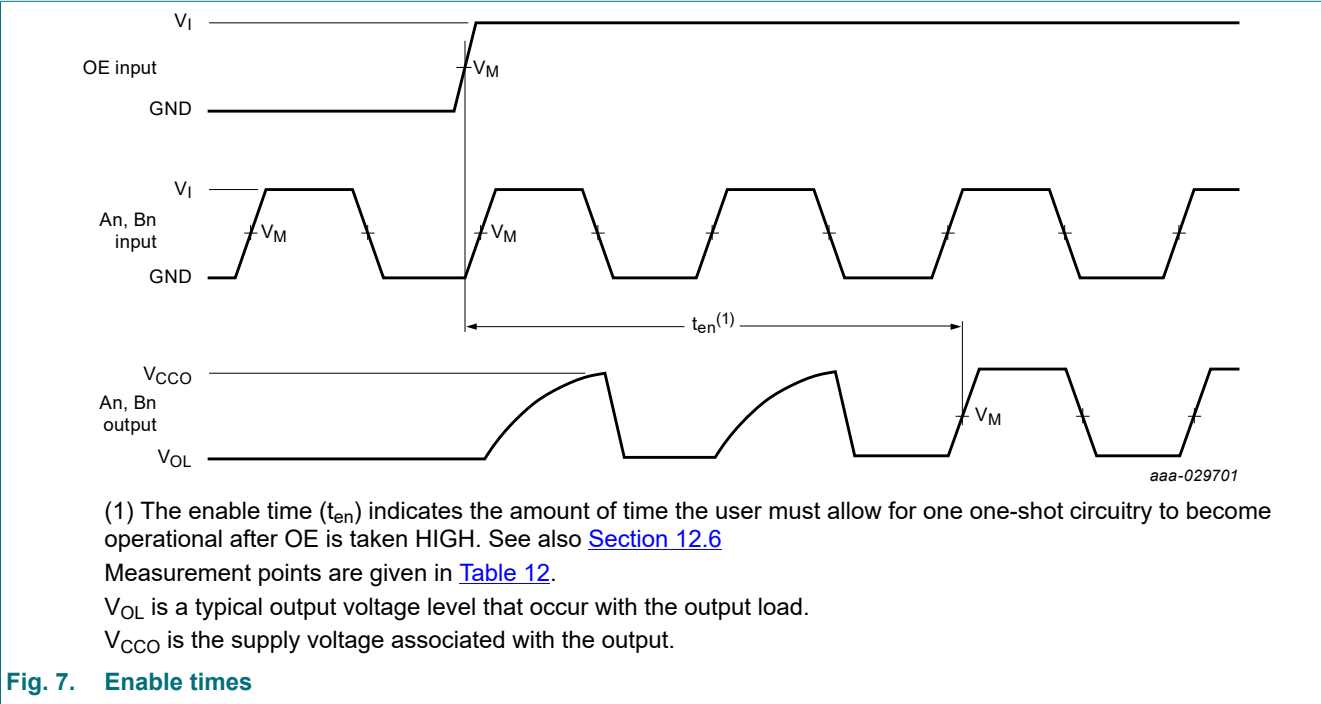 VI
OE input
VM
GND
VI
An, Bn
input
VM
VM
GND
ten(1)
VCCO
An, Bn
output
VM
VOL
aaa-029701
(1) The enable time (ten) indicates the amount of time the user must allow for one one-shot circuitry to become
operational after OE is taken HIGH. See also Section 12.6
Measurement points are given in Table 12.
VOL is a typical output voltage level that occur with the output load.
VCCO is the supply voltage associated with the output.
Fig. 7. Enable times